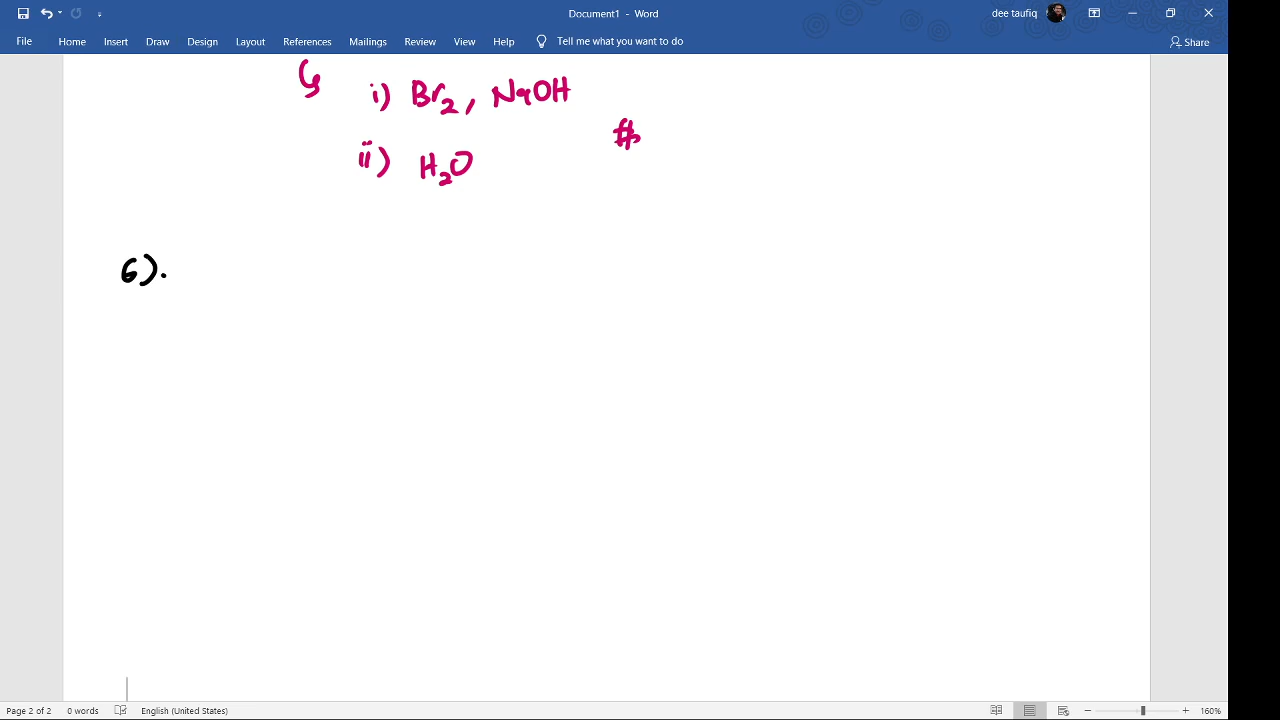 Document1 - Word
dee taufiq
File Home Insert Draw Design Layout References Mailings Review View Help Tell me what you want to do Share
i) Br₂, NaOH
#
ii) H₂O
6).
Page 2 of 2 0 words English (United States) 160%